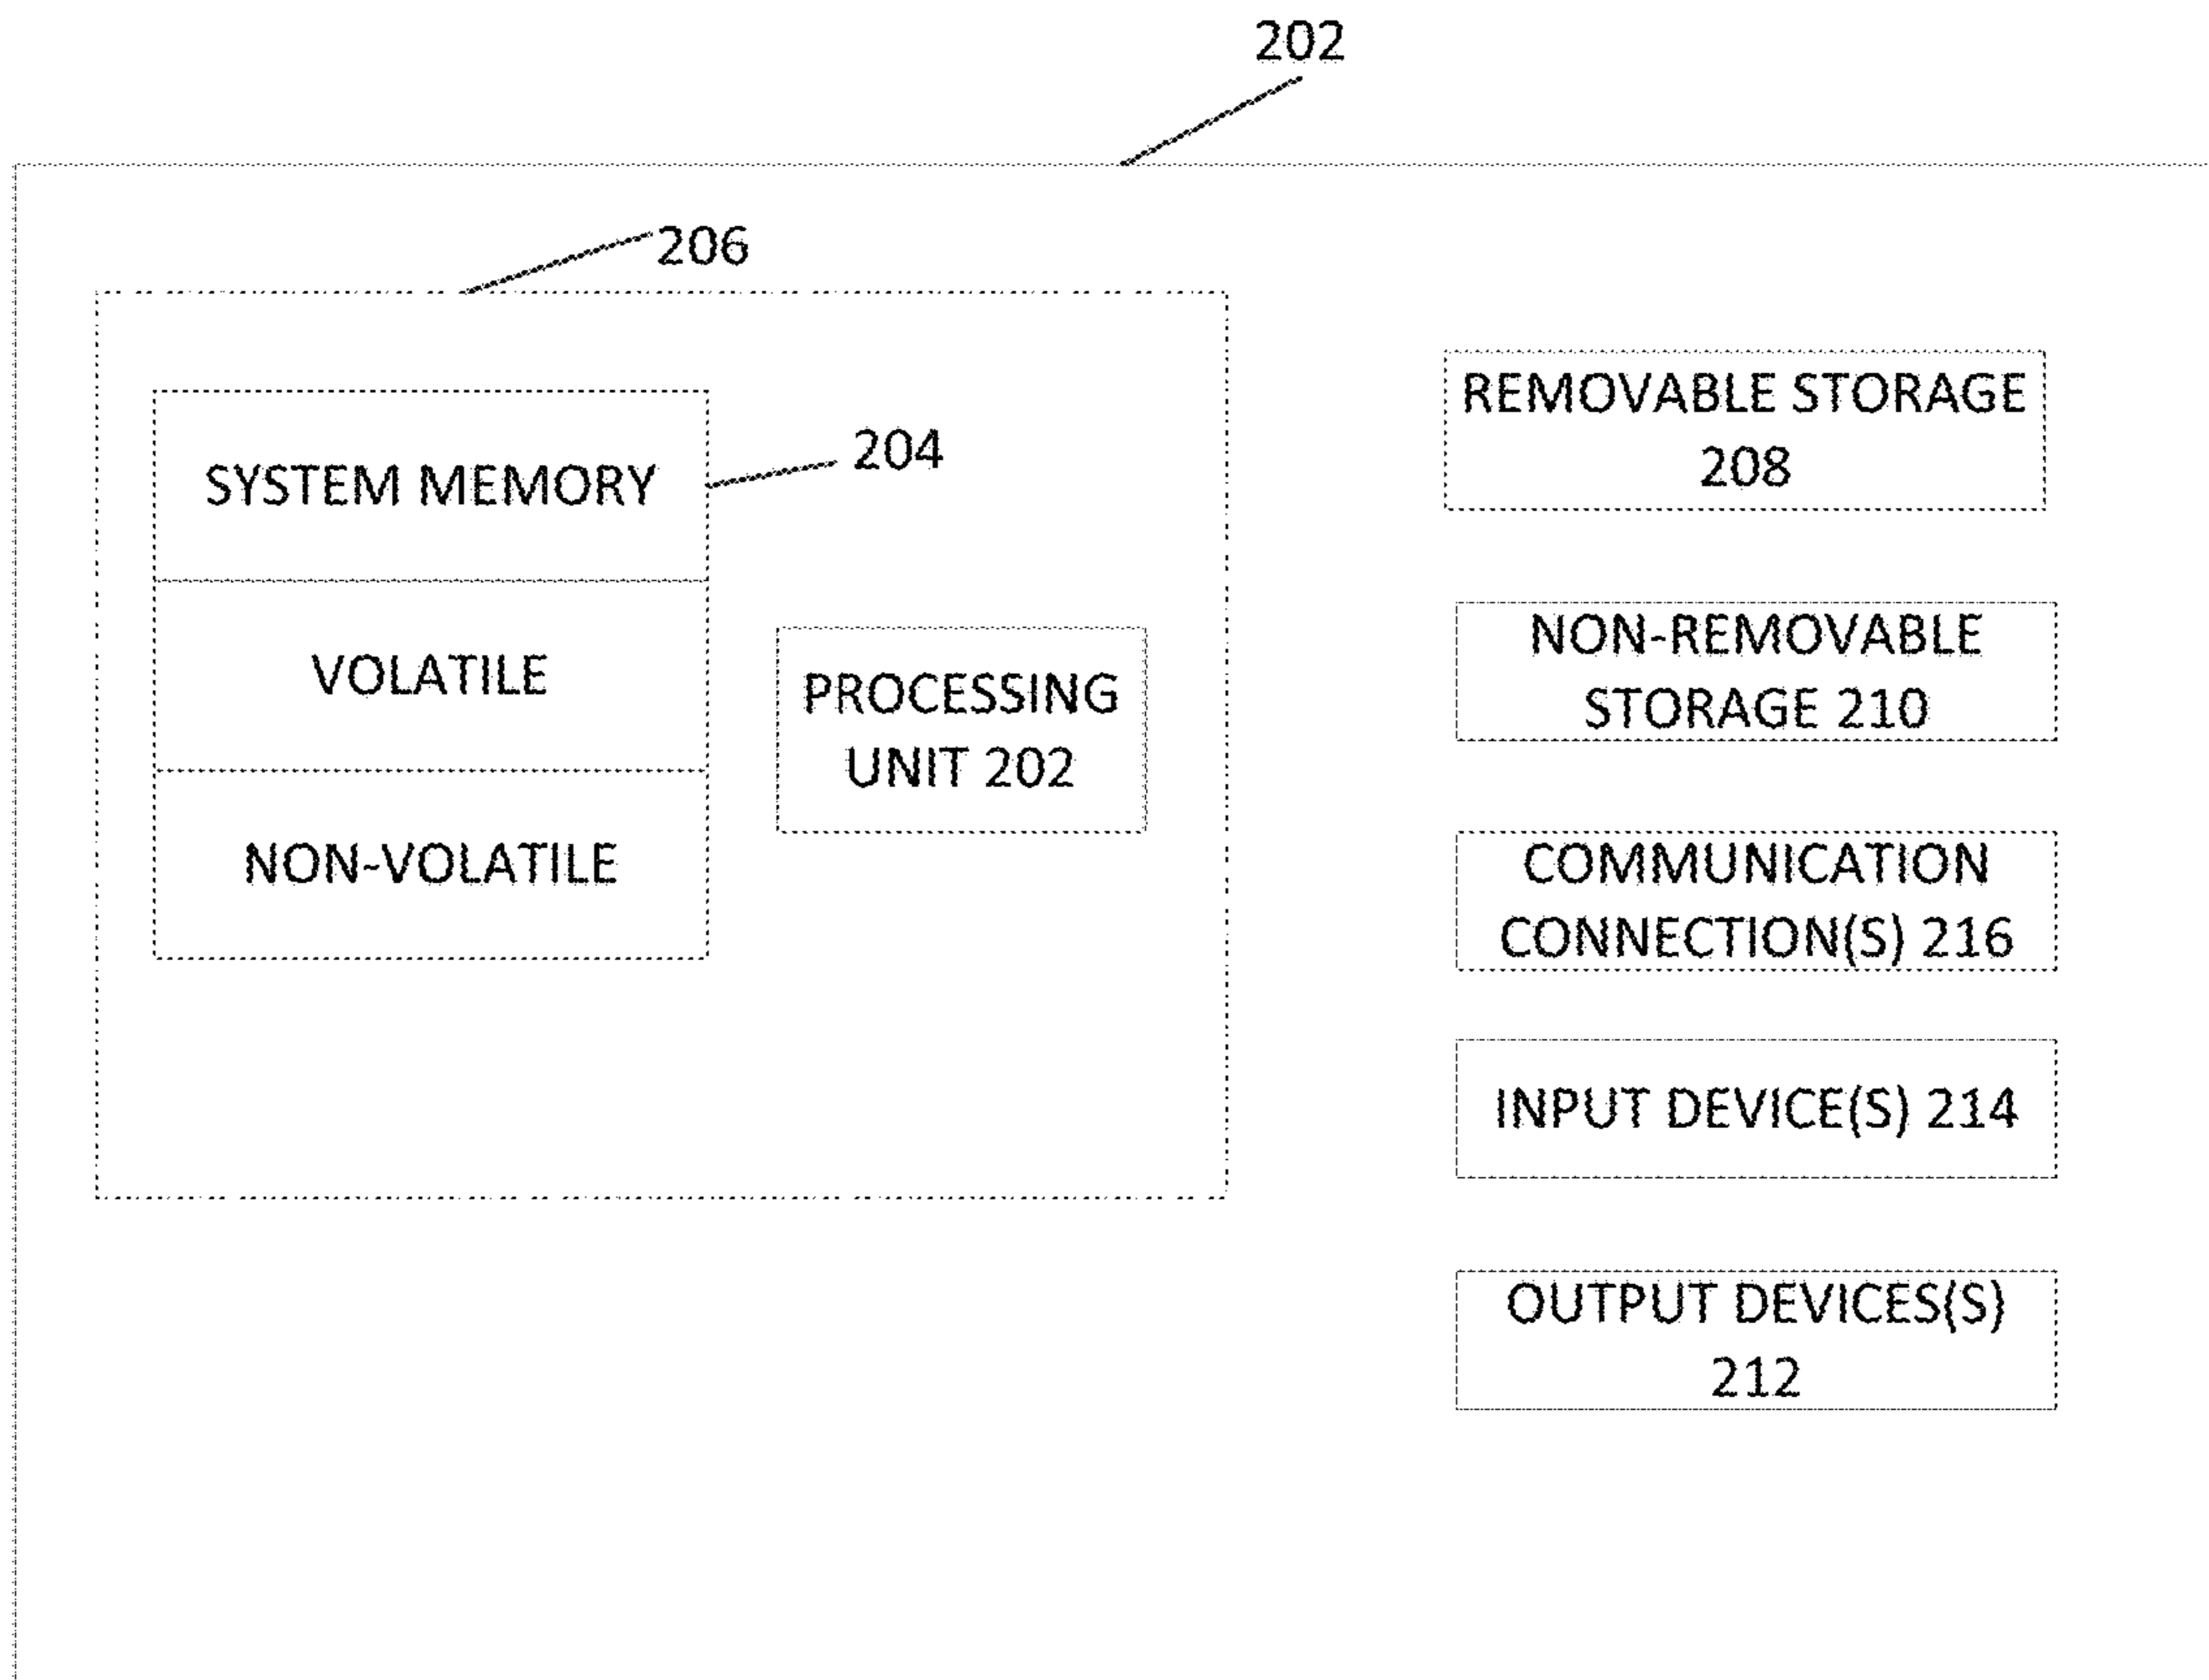 202
206
SYSTEM MEMORY
204
VOLATILE
NON-VOLATILE
PROCESSING
UNIT 202
REMOVABLE STORAGE
208
NON-REMOVABLE
STORAGE 210
COMMUNICATION
CONNECTION(S) 216
INPUT DEVICE(S) 214
OUTPUT DEVICES(S)
212